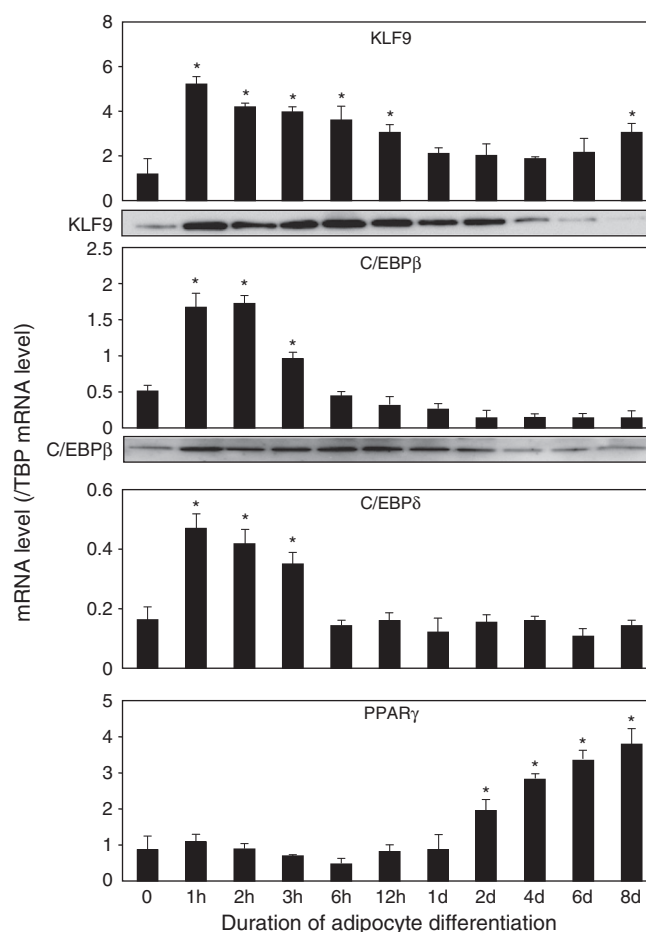 mRNA level (/TBP mRNA level)
8
KLF9
6
4
2
0
* * * * * *
KLF9
2.5
C/EBPβ
2
1.5
1
0.5
0
* * *
C/EBPβ
0.6
C/EBPδ
0.4
0.2
0
* * *
5
PPARγ
4
3
2
1
0
* * * *
0 1h 2h 3h 6h 12h 1d 2d 4d 6d 8d
Duration of adipocyte differentiation